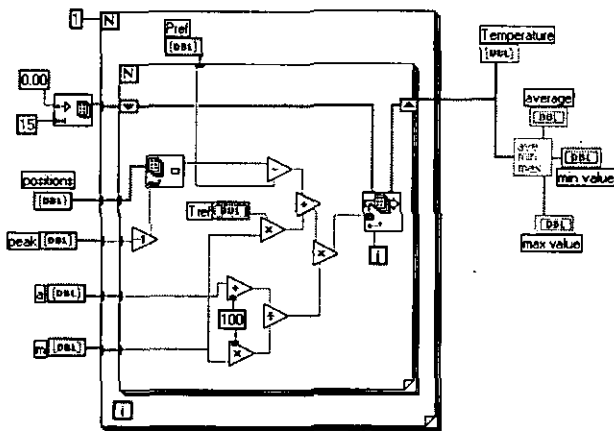 1
N
Pref
[DBL]
Temperature
[DBL]
0.00
N
15
average
DBL
ave
min
max
DBL
min value
positions
[DBL]
Tref
DBL
peak
[DBL]
-1
i
DBL
max value
a
[DBL]
100
m
[DBL]
i